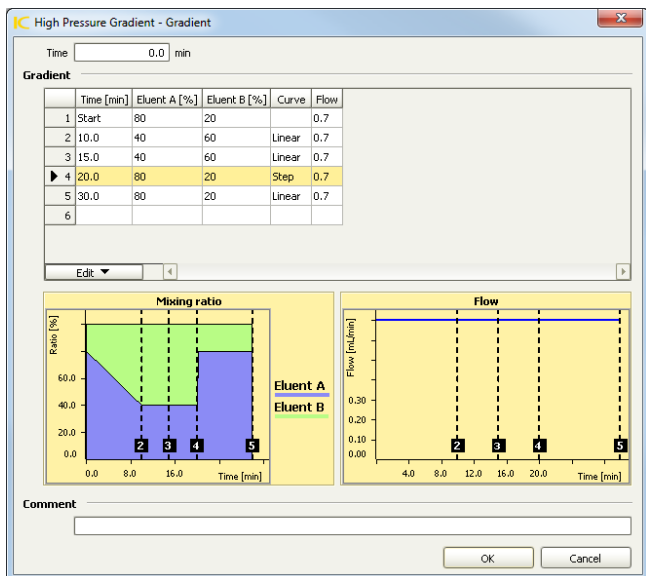 High Pressure Gradient - Gradient
x
Time 0.0 min
Gradient
Time [min] Eluent A [%] Eluent B [%] Curve Flow
1 Start 80 20 0.7
2 10.0 40 60 Linear 0.7
3 15.0 40 60 Linear 0.7
4 20.0 80 20 Step 0.7
5 30.0 80 20 Linear 0.7
6
Edit
Mixing ratio
Ratio [%]
60.0
40.0
20.0
0.0
2 3 4 5
0.0 8.0 16.0 Time [min]
Eluent A
Eluent B
Flow
Flow [mL/min]
0.30
0.20
0.10
0.00
2 3 4 5
4.0 8.0 12.0 16.0 20.0 Time [min]
Comment
OK Cancel